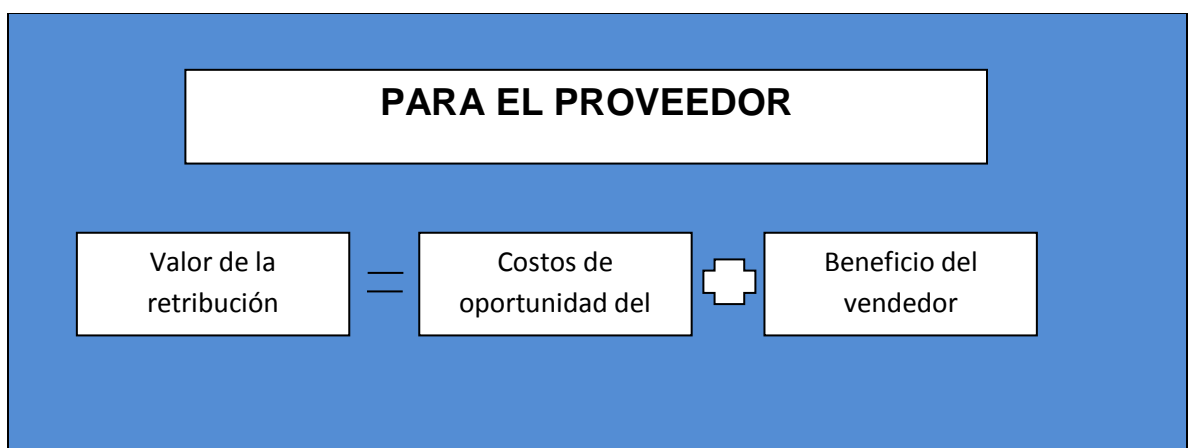 PARA EL PROVEEDOR
Valor de la
retribución
Costos de
oportunidad del
Beneficio del
vendedor